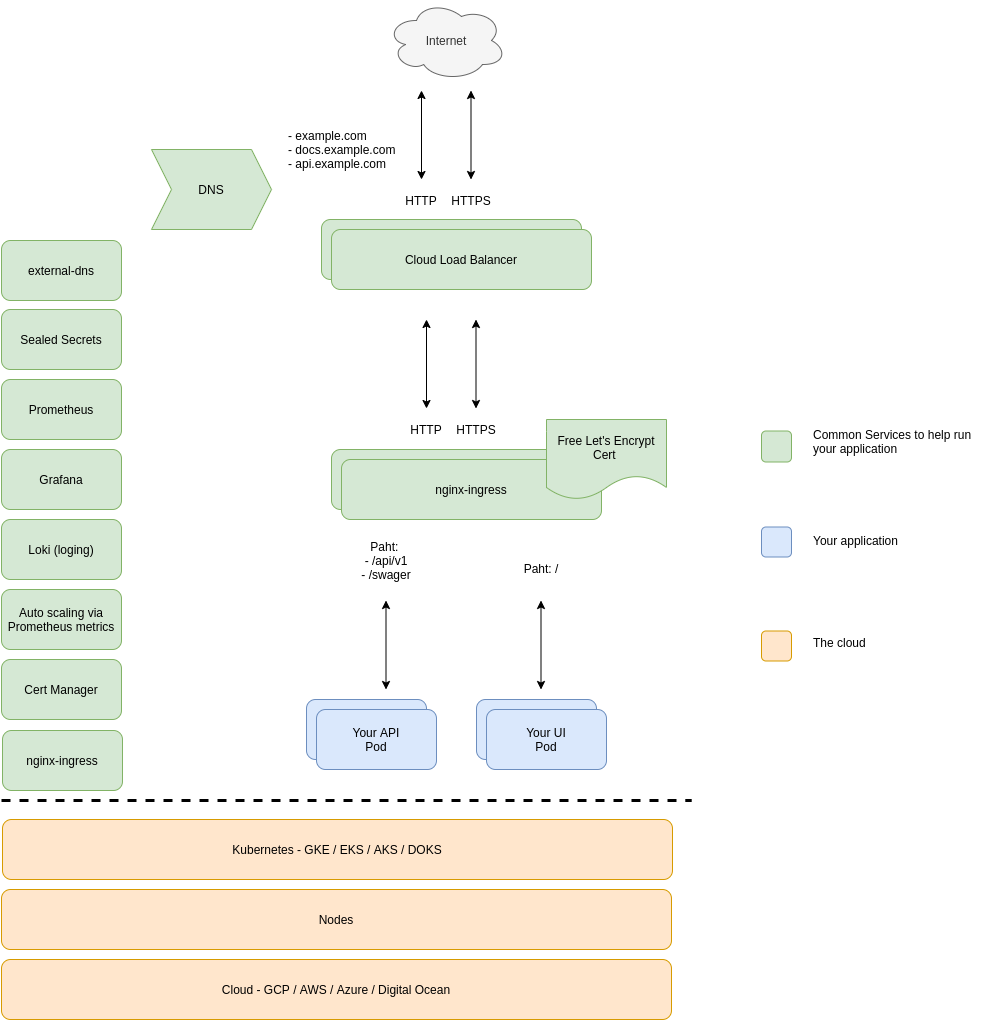 Internet
- example.com
- docs.example.com
- api.example.com
DNS
HTTP
HTTPS
Cloud Load Balancer
external-dns
Sealed Secrets
Prometheus
Grafana
Loki (loging)
Auto scaling via
Prometheus metrics
Cert Manager
nginx-ingress
HTTP
HTTPS
Free Let's Encrypt
Cert
nginx-ingress
Paht:
- /api/v1
- /swager
Paht: /
Your API
Pod
Your UI
Pod
Common Services to help run
your application
Your application
The cloud
Kubernetes - GKE / EKS / AKS / DOKS
Nodes
Cloud - GCP / AWS / Azure / Digital Ocean